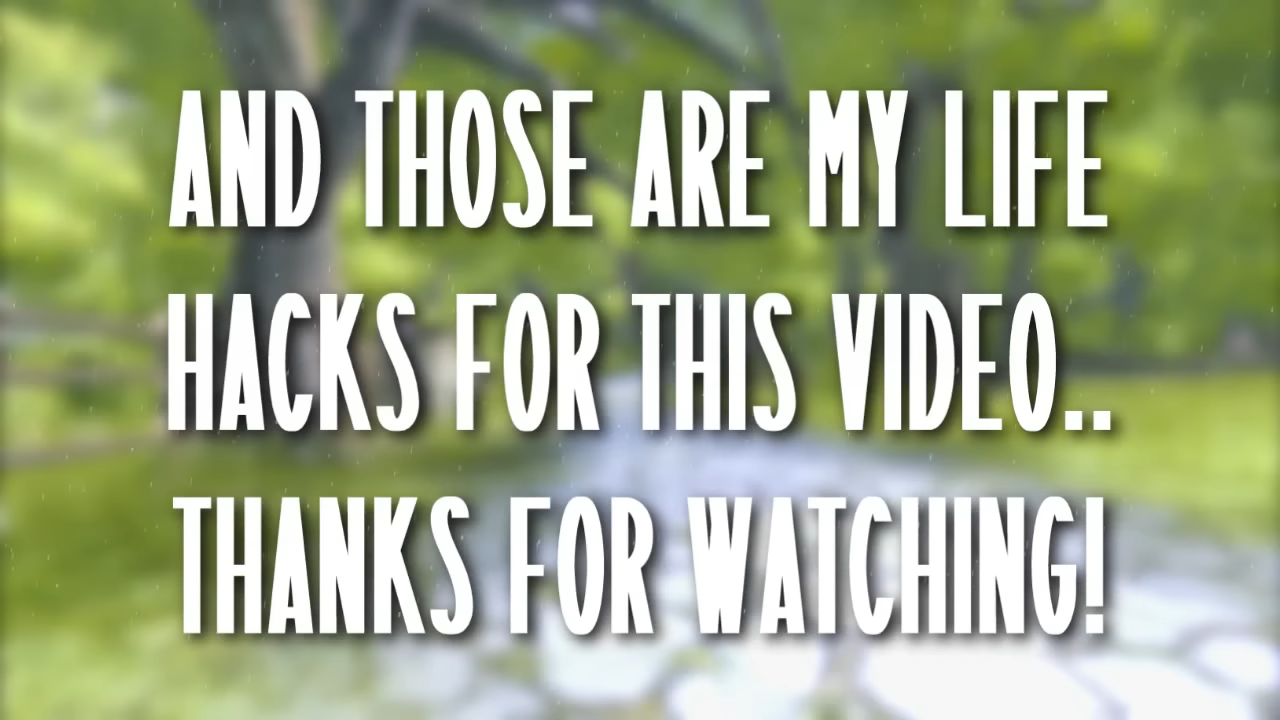 AND THOSE ARE MY LIFE
HACKS FOR THIS VIDEO..
THANKS FOR WATCHING!